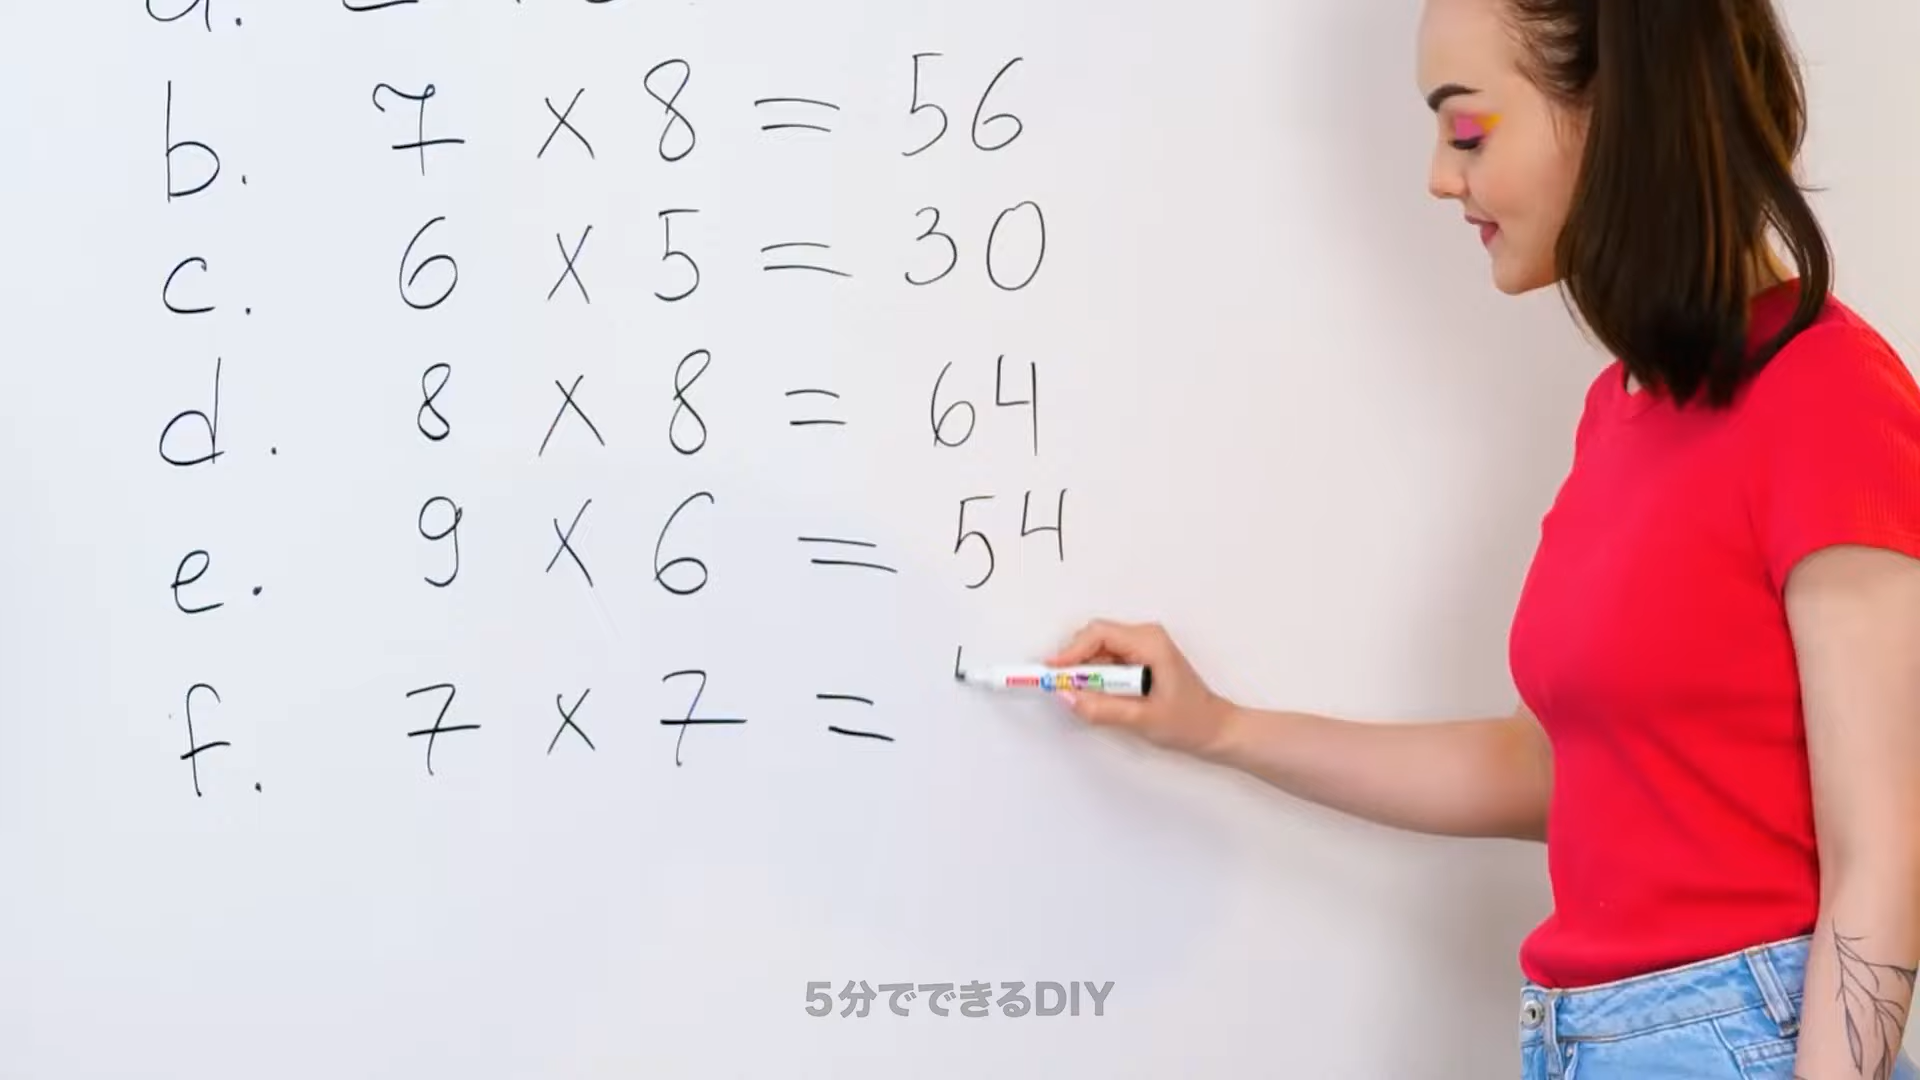 b. 7 x 8 = 56
c. 6 x 5 = 30
d. 8 x 8 = 64
e. 9 x 6 = 54
f. 7 x 7 =
5分でできるDIY